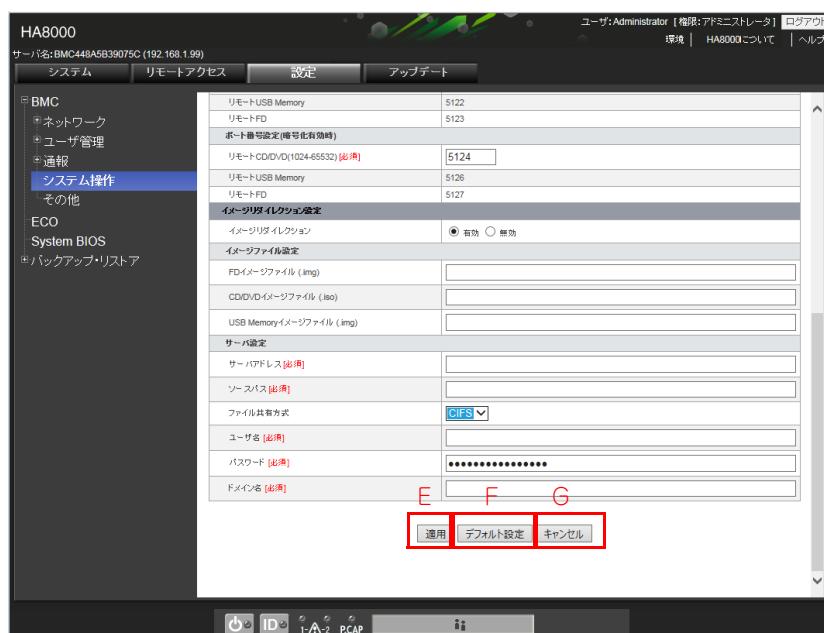 ユーザ:Administrator [権限:アドミニストレータ] ログアウト
HA8000
環境 HA8000について ヘルプ
サーバ名:BMC448A5B39075C (192.168.1.99)
システム リモートアクセス 設定 アップデート
BMC
ネットワーク
ユーザ管理
通報
システム操作
その他
ECO
System BIOS
バックアップ・リストア
リモートUSB Memory 5122
リモートFD 5123
ポート番号設定(暗号化有効時)
リモートCD/DVD(1024-65532) [必須] 5124
リモートUSB Memory 5126
リモートFD 5127
イメージリダイレクション設定
イメージリダイレクション 有効 無効
イメージファイル設定
FDイメージファイル (.img)
CD/DVDイメージファイル (.iso)
USB Memoryイメージファイル (.img)
サーバ設定
サーバアドレス [必須]
ソースパス [必須]
ファイル共有方式 CIFS
ユーザ名 [必須]
パスワード [必須] ••••••••••••••••
ドメイン名 [必須]
E F G
適用 デフォルト設定 キャンセル
ID 1-⚠-2 P.CAP